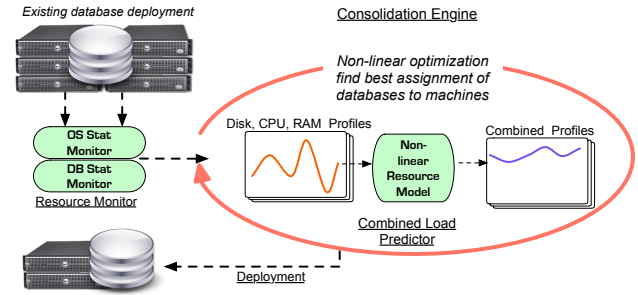 Existing database deployment
Consolidation Engine
Non-linear optimization
find best assignment of
databases to machines
OS Stat
Monitor
DB Stat
Monitor
Resource Monitor
Disk, CPU, RAM Profiles
Non-
linear
Resource
Model
Combined Profiles
Combined Load
Predictor
Deployment